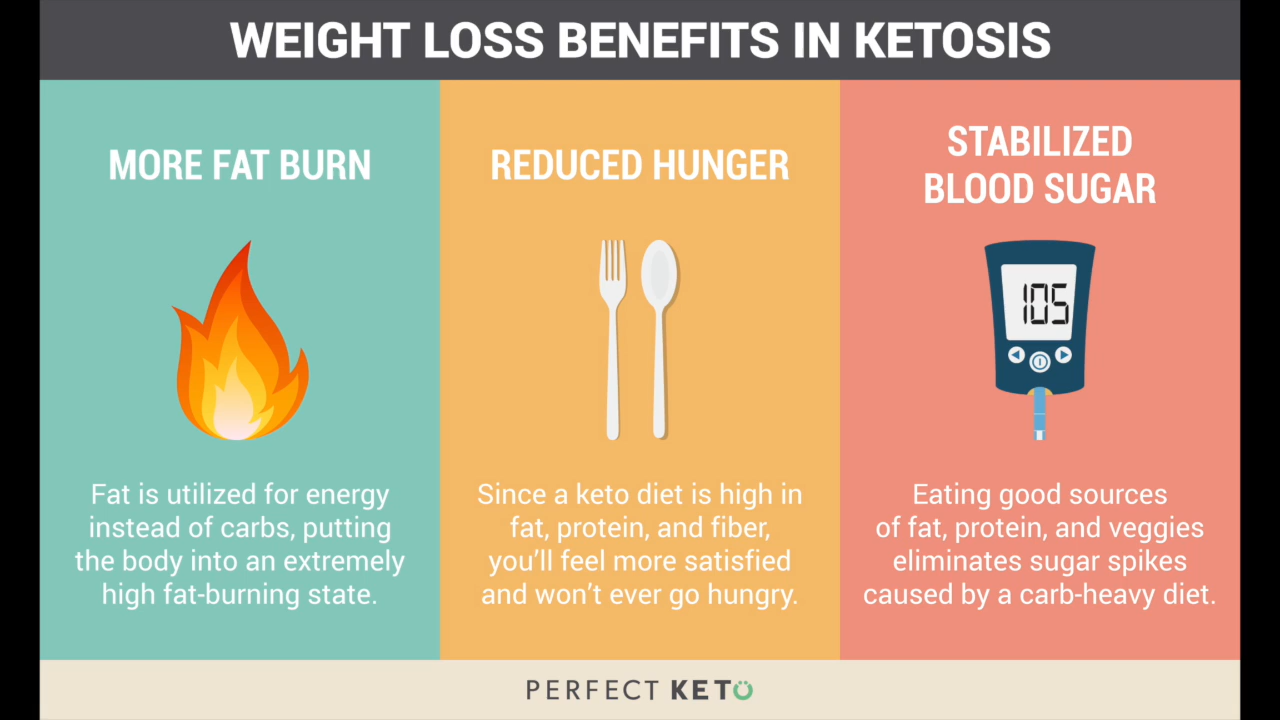 WEIGHT LOSS BENEFITS IN KETOSIS
MORE FAT BURN
Fat is utilized for energy
instead of carbs, putting
the body into an extremely
high fat-burning state.
REDUCED HUNGER
Since a keto diet is high in
fat, protein, and fiber,
you'll feel more satisfied
and won't ever go hungry.
STABILIZED
BLOOD SUGAR
105
Eating good sources
of fat, protein, and veggies
eliminates sugar spikes
caused by a carb-heavy diet.
PERFECT KETO